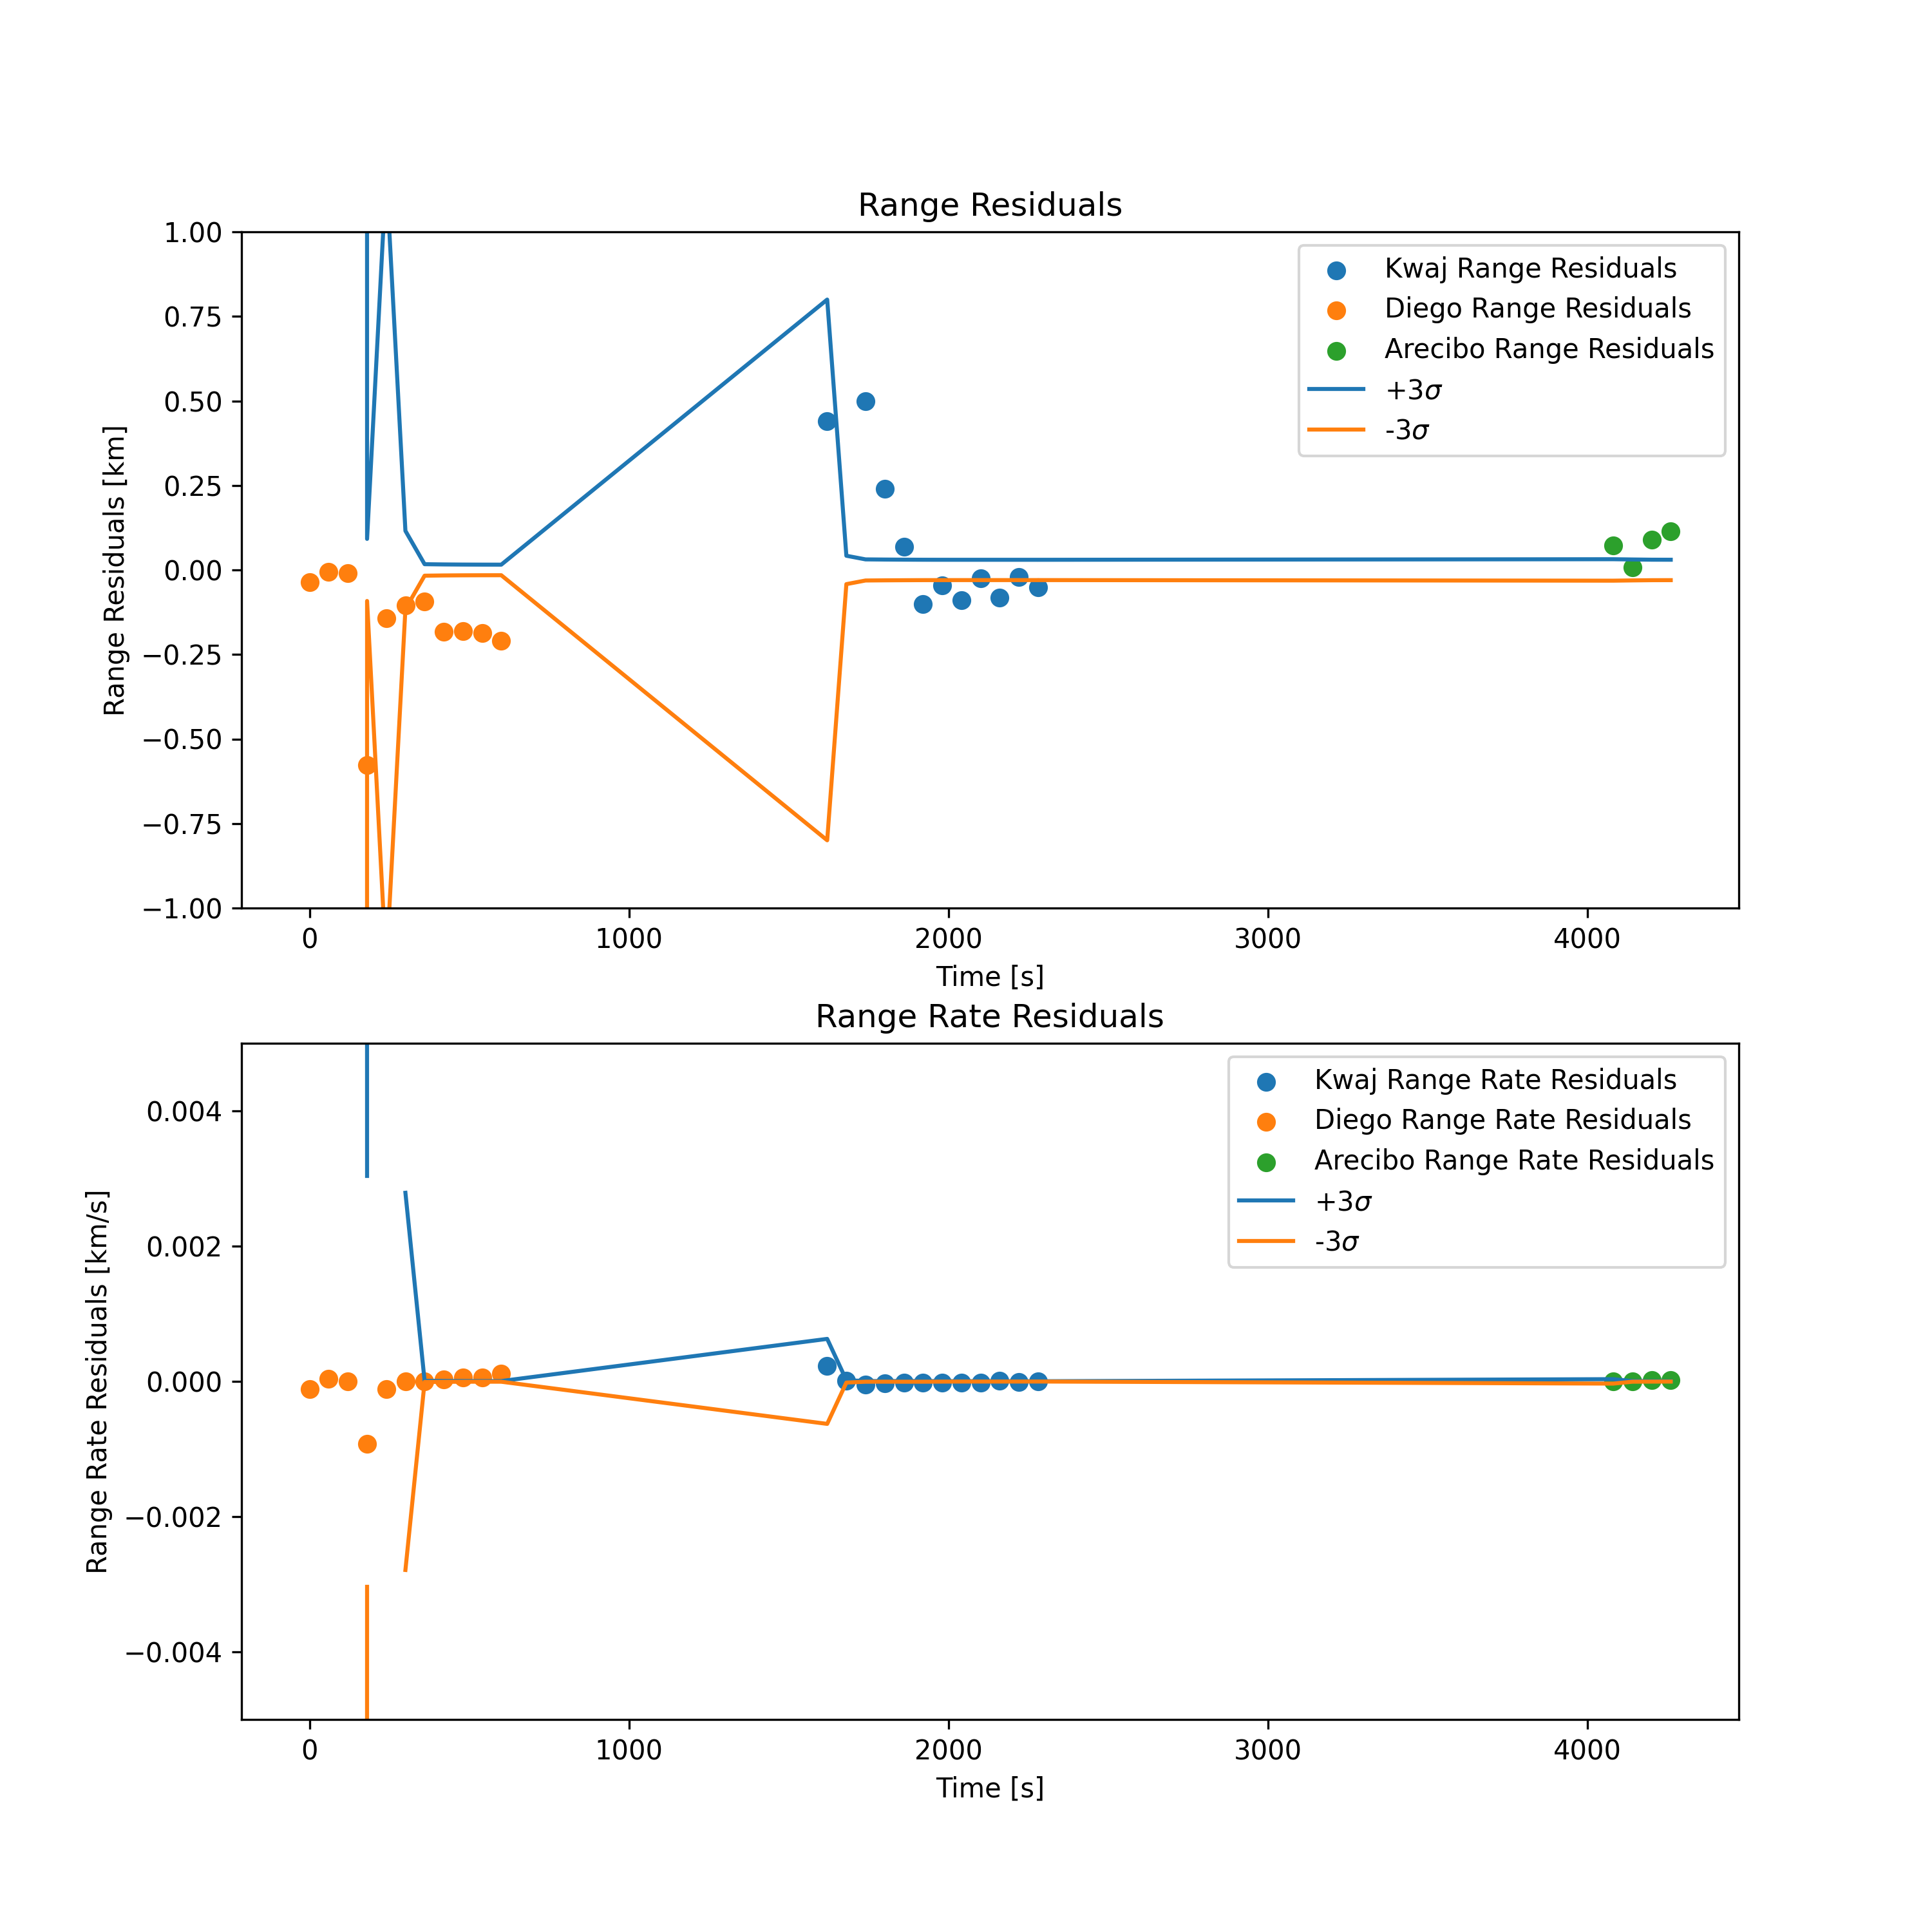 Range Residuals
Range Residuals [km]
1.00
0.75
0.50
0.25
0.00
−0.25
−0.50
−0.75
−1.00
Kwaj Range Residuals
Diego Range Residuals
Arecibo Range Residuals
+3σ
-3σ
0 1000 2000 3000 4000
Time [s]
Range Rate Residuals
Range Rate Residuals [km/s]
0.004
0.002
0.000
−0.002
−0.004
Kwaj Range Rate Residuals
Diego Range Rate Residuals
Arecibo Range Rate Residuals
+3σ
-3σ
0 1000 2000 3000 4000
Time [s]